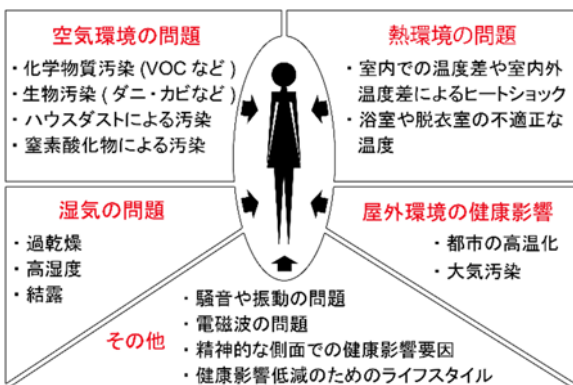 空気環境の問題
・化学物質汚染 (VOC など )
・生物汚染 ( ダニ・カビなど )
・ハウスダストによる汚染
・窒素酸化物による汚染
熱環境の問題
・室内での温度差や室内外
温度差によるヒートショック
・浴室や脱衣室の不適正な
温度
湿気の問題
・過乾燥
・高湿度
・結露
屋外環境の健康影響
・都市の高温化
・大気汚染
その他
・騒音や振動の問題
・電磁波の問題
・精神的な側面での健康影響要因
・健康影響低減のためのライフスタイル